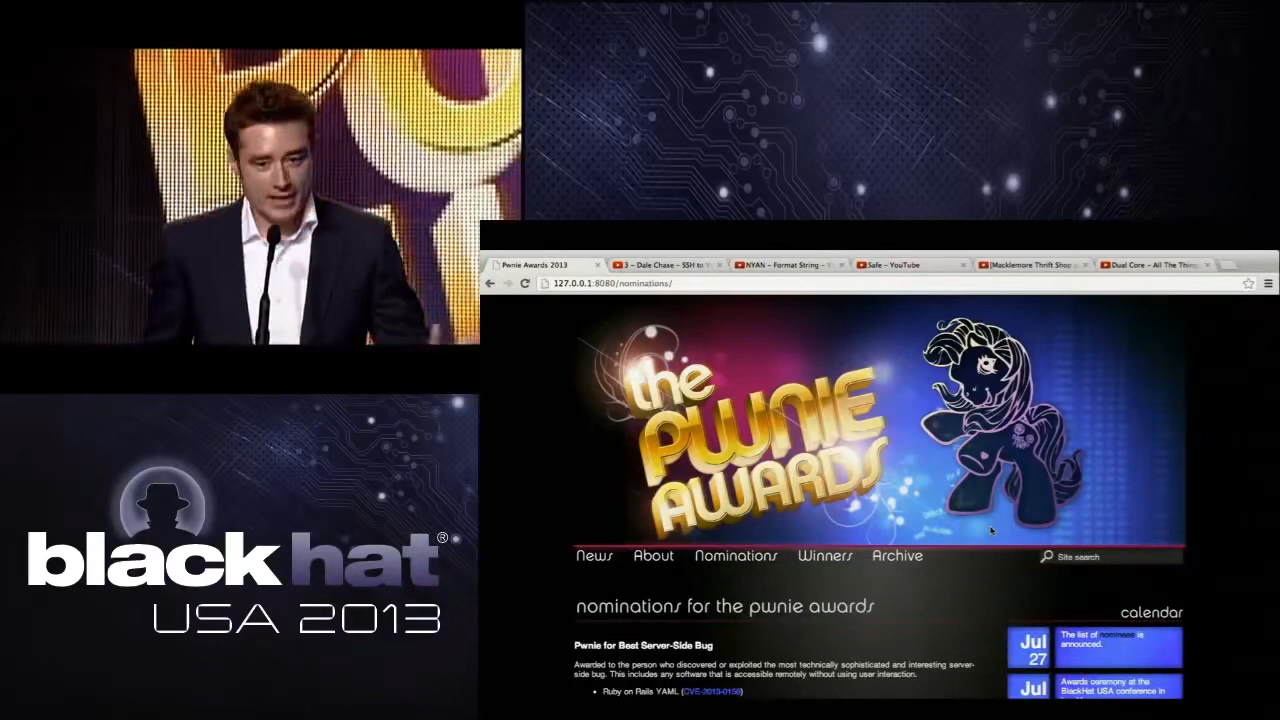 Pwnie Awards 2013
3 - Dale Chase - SSH to
NYAN - Format String -
Safe - YouTube
[Macklemore Thrift Shop
Dual Core - All The Thing
127.0.0.1:8080/nominations/
the
PWNIE
AWARDS
News About Nominations Winners Archive
Site search
nominations for the pwnie awards
calendar
Pwnie for Best Server-Side Bug
Awarded to the person who discovered or exploited the most technically sophisticated and interesting server-
side bug. This includes any software that is accessible remotely without using user interaction.
• Ruby on Rails YAML (CVE-2013-0156)
Jul
27
The list of nominees is
announced.
Jul
Awards ceremony at the
BlackHat USA conference in
black hat®
USA 2013